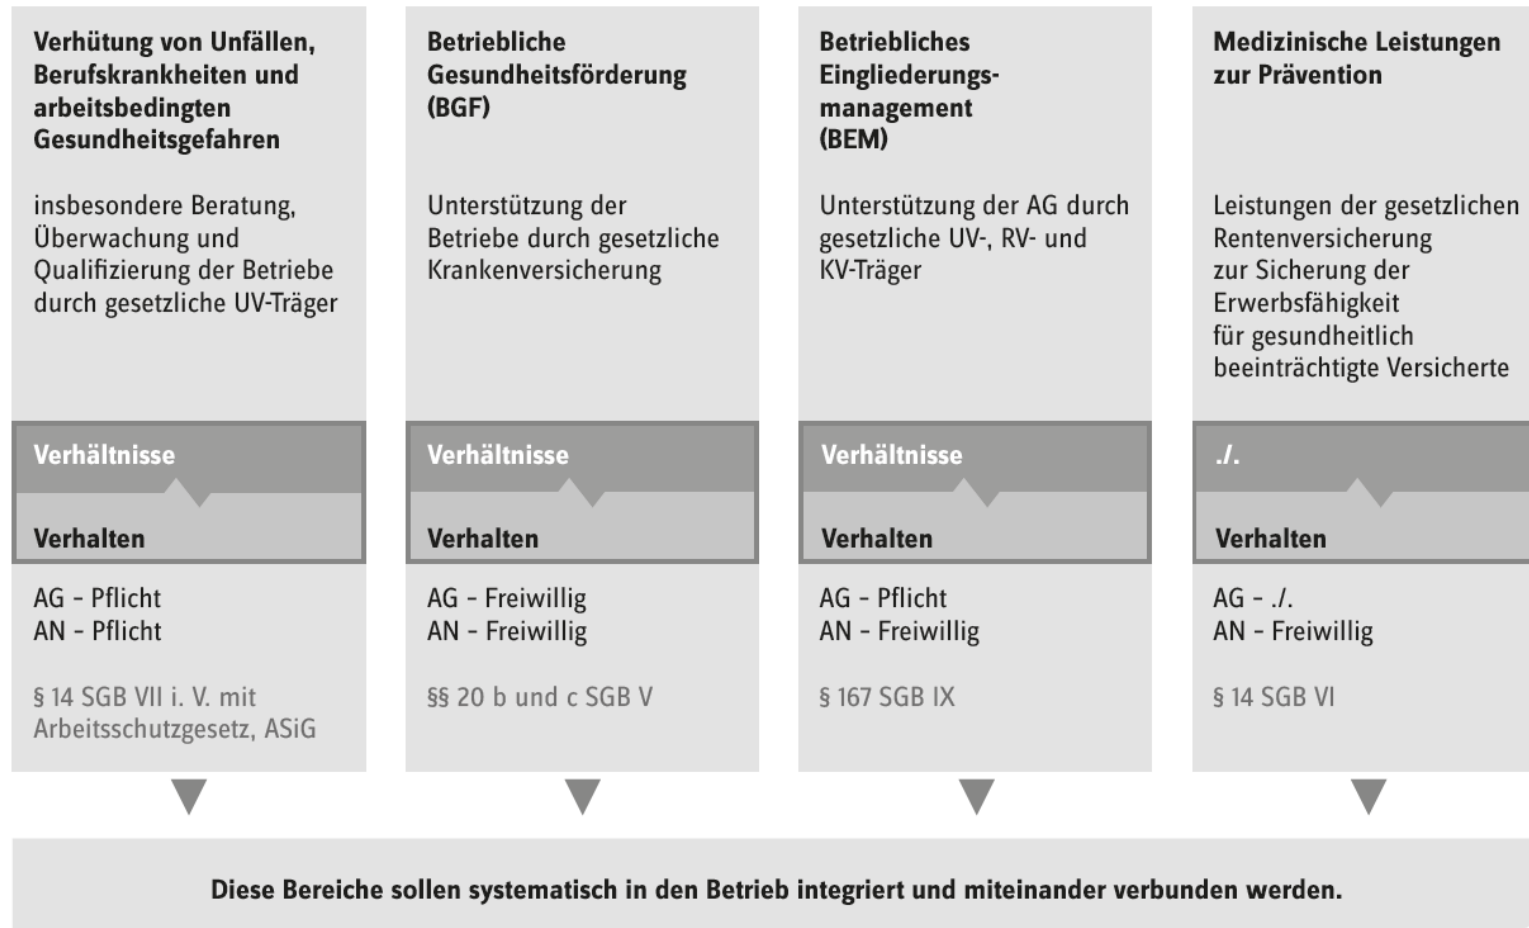 Verhütung von Unfällen,
Berufskrankheiten und
arbeitsbedingten
Gesundheitsgefahren
insbesondere Beratung,
Überwachung und
Qualifizierung der Betriebe
durch gesetzliche UV-Träger
Verhältnisse
Verhalten
AG – Pflicht
AN – Pflicht
§ 14 SGB VII i. V. mit
Arbeitsschutzgesetz, ASiG
Betriebliche
Gesundheitsförderung
(BGF)
Unterstützung der
Betriebe durch gesetzliche
Krankenversicherung
Verhältnisse
Verhalten
AG – Freiwillig
AN – Freiwillig
§§ 20 b und c SGB V
Betriebliches
Eingliederungs-
management
(BEM)
Unterstützung der AG durch
gesetzliche UV-, RV- und
KV-Träger
Verhältnisse
Verhalten
AG – Pflicht
AN – Freiwillig
§ 167 SGB IX
Medizinische Leistungen
zur Prävention
Leistungen der gesetzlichen
Rentenversicherung
zur Sicherung der
Erwerbsfähigkeit
für gesundheitlich
beeinträchtigte Versicherte
./.
Verhalten
AG – ./.
AN – Freiwillig
§ 14 SGB VI
Diese Bereiche sollen systematisch in den Betrieb integriert und miteinander verbunden werden.